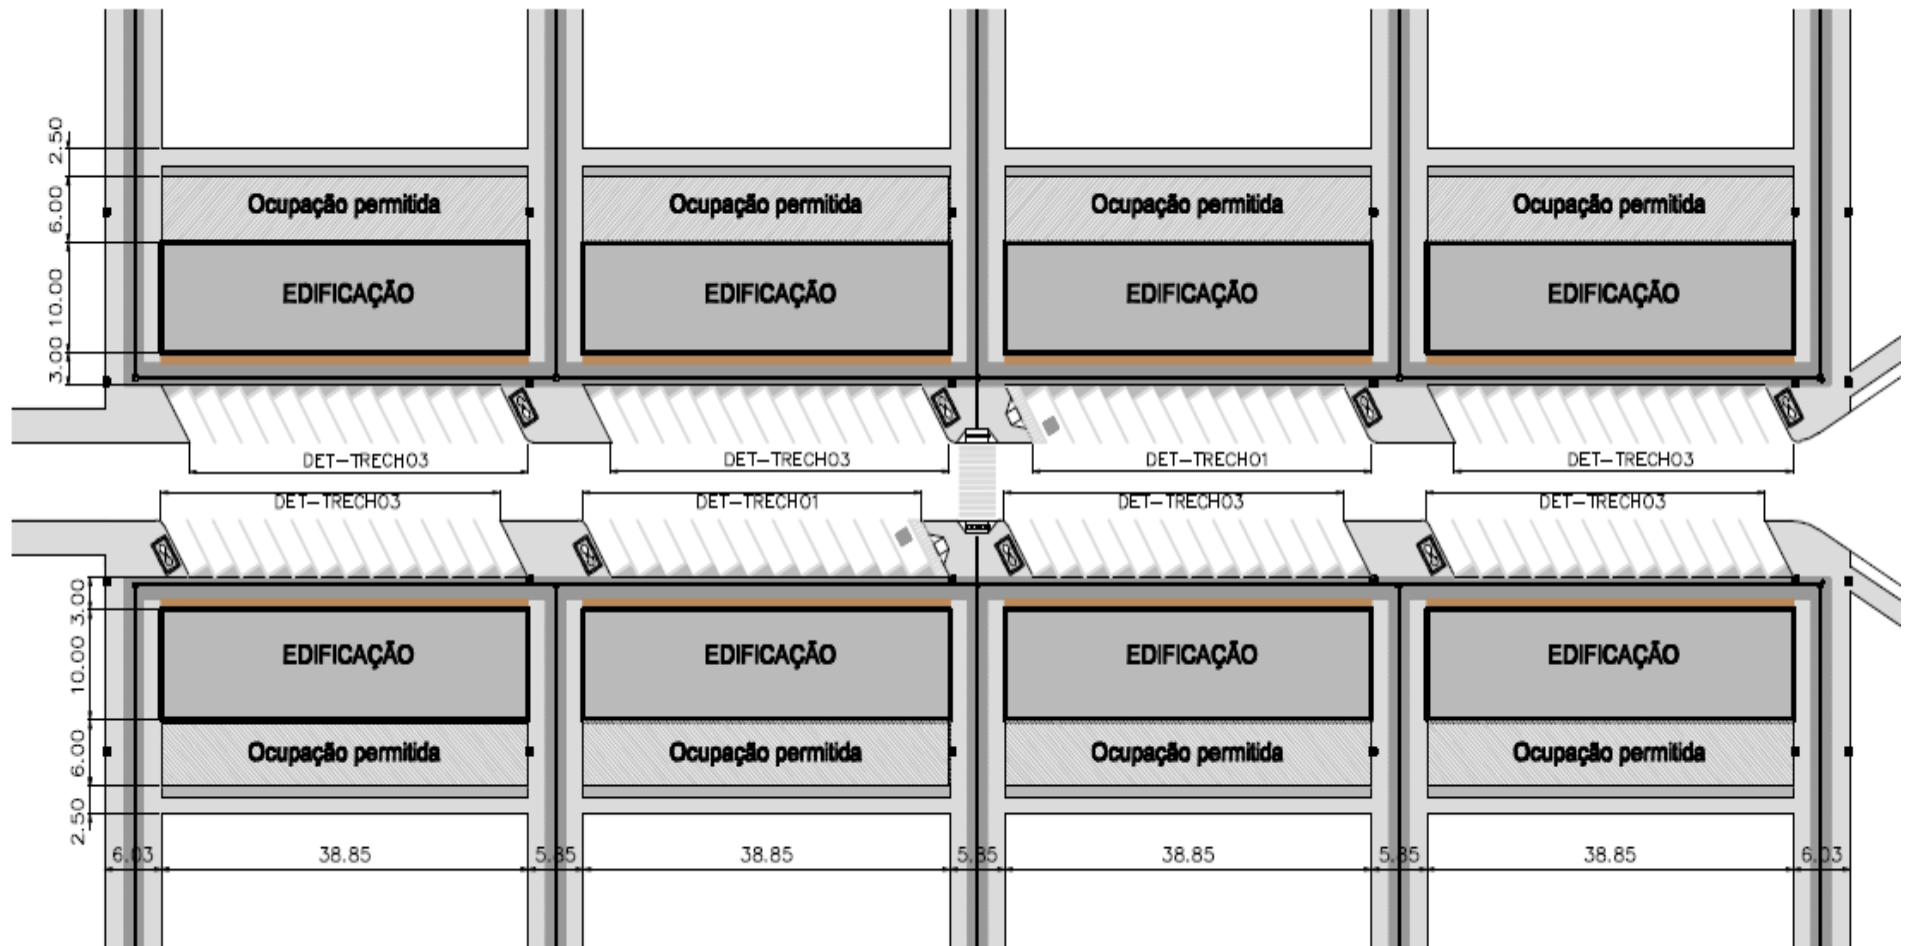 2.50
Ocupação permitida Ocupação permitida Ocupação permitida Ocupação permitida
6.00
EDIFICAÇÃO EDIFICAÇÃO EDIFICAÇÃO EDIFICAÇÃO
10.00
3.00
DET-TRECHO3 DET-TRECHO3 DET-TRECHO1 DET-TRECHO3
DET-TRECHO3 DET-TRECHO1 DET-TRECHO3 DET-TRECHO3
3.00
EDIFICAÇÃO EDIFICAÇÃO EDIFICAÇÃO EDIFICAÇÃO
10.00
Ocupação permitida Ocupação permitida Ocupação permitida Ocupação permitida
6.00
2.50
6.03 38.85 5.85 38.85 5.85 38.85 5.85 38.85 6.03